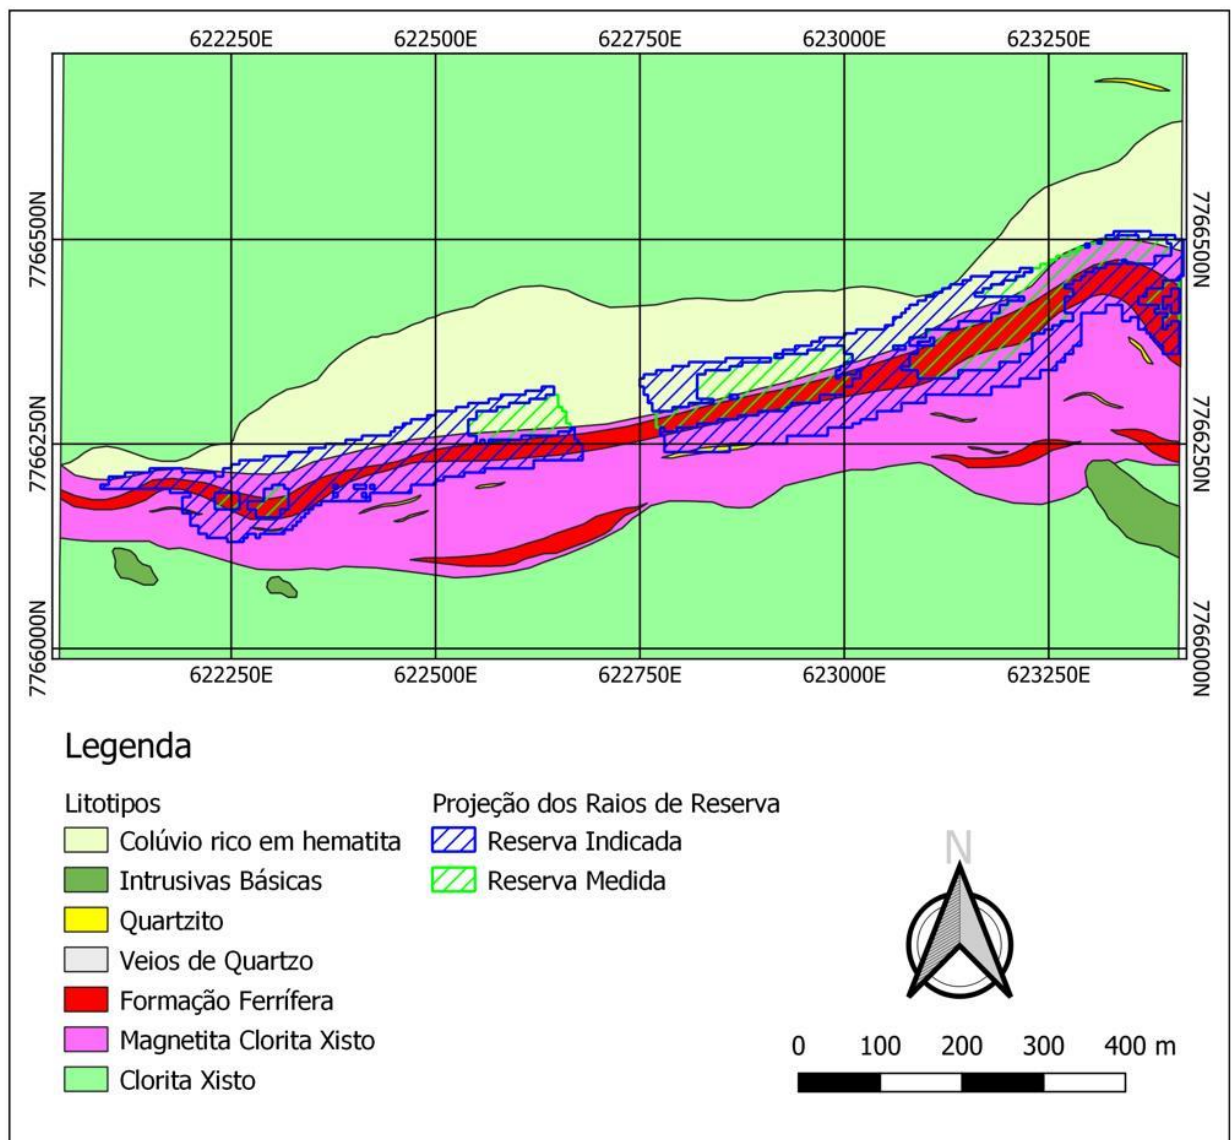 622250E 622500E 622750E 623000E 623250E
7766500N 7766500N
7766250N 7766250N
7766000N 7766000N
622250E 622500E 622750E 623000E 623250E
Legenda
Litotipos
Colúvio rico em hematita
Intrusivas Básicas
Quartzito
Veios de Quartzo
Formação Ferrífera
Magnetita Clorita Xisto
Clorita Xisto
Projeção dos Raios de Reserva
Reserva Indicada
Reserva Medida
N
0 100 200 300 400 m